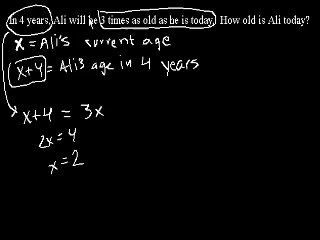 In 4 years, Ali will be 3 times as old as he is today. How old is Ali today?
x = Ali's current age
x+4 = Ali's age in 4 years
x+4 = 3x
2x = 4
x = 2